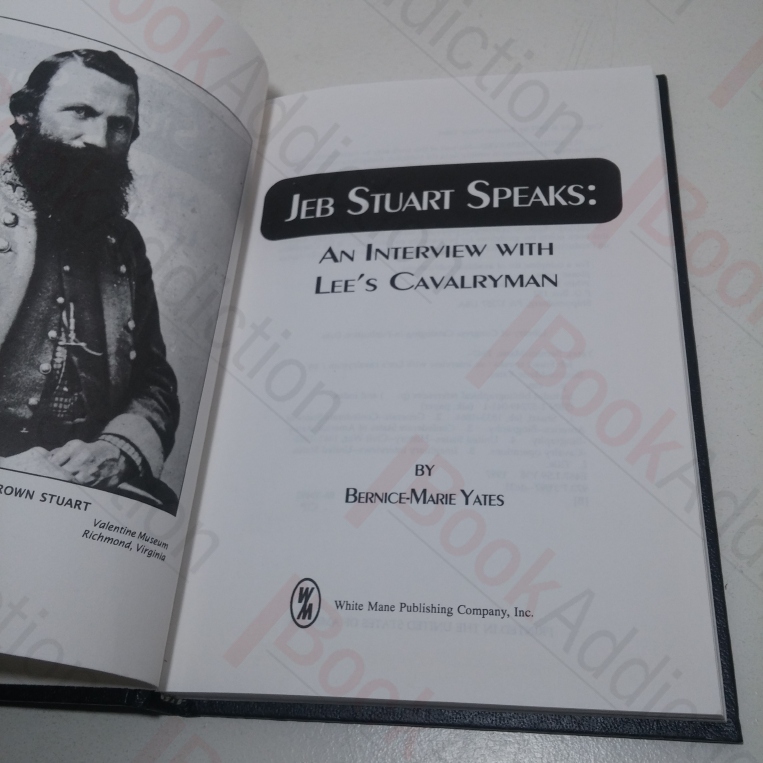 ROWN STUART
Valentine Museum
Richmond, Virginia
JEB STUART SPEAKS:
AN INTERVIEW WITH
LEE'S CAVALRYMAN
BY
BERNICE-MARIE YATES
WM
White Mane Publishing Company, Inc.
BookAddiction